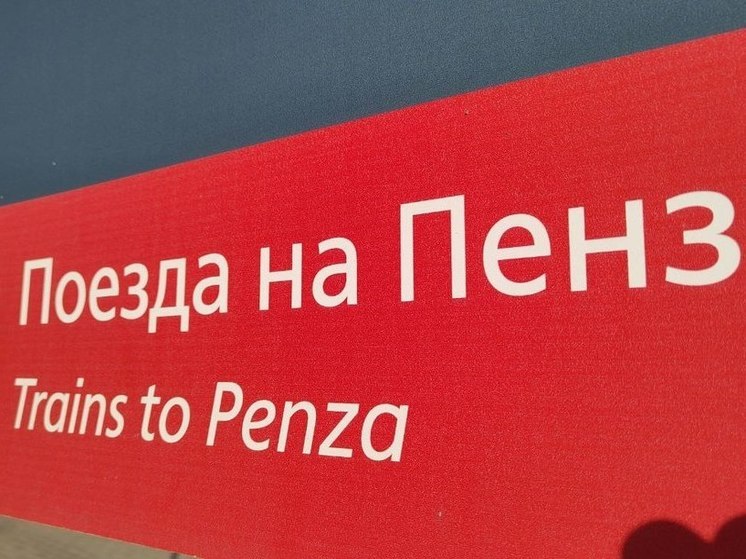 Поезда на Пенз
Trains to Penza